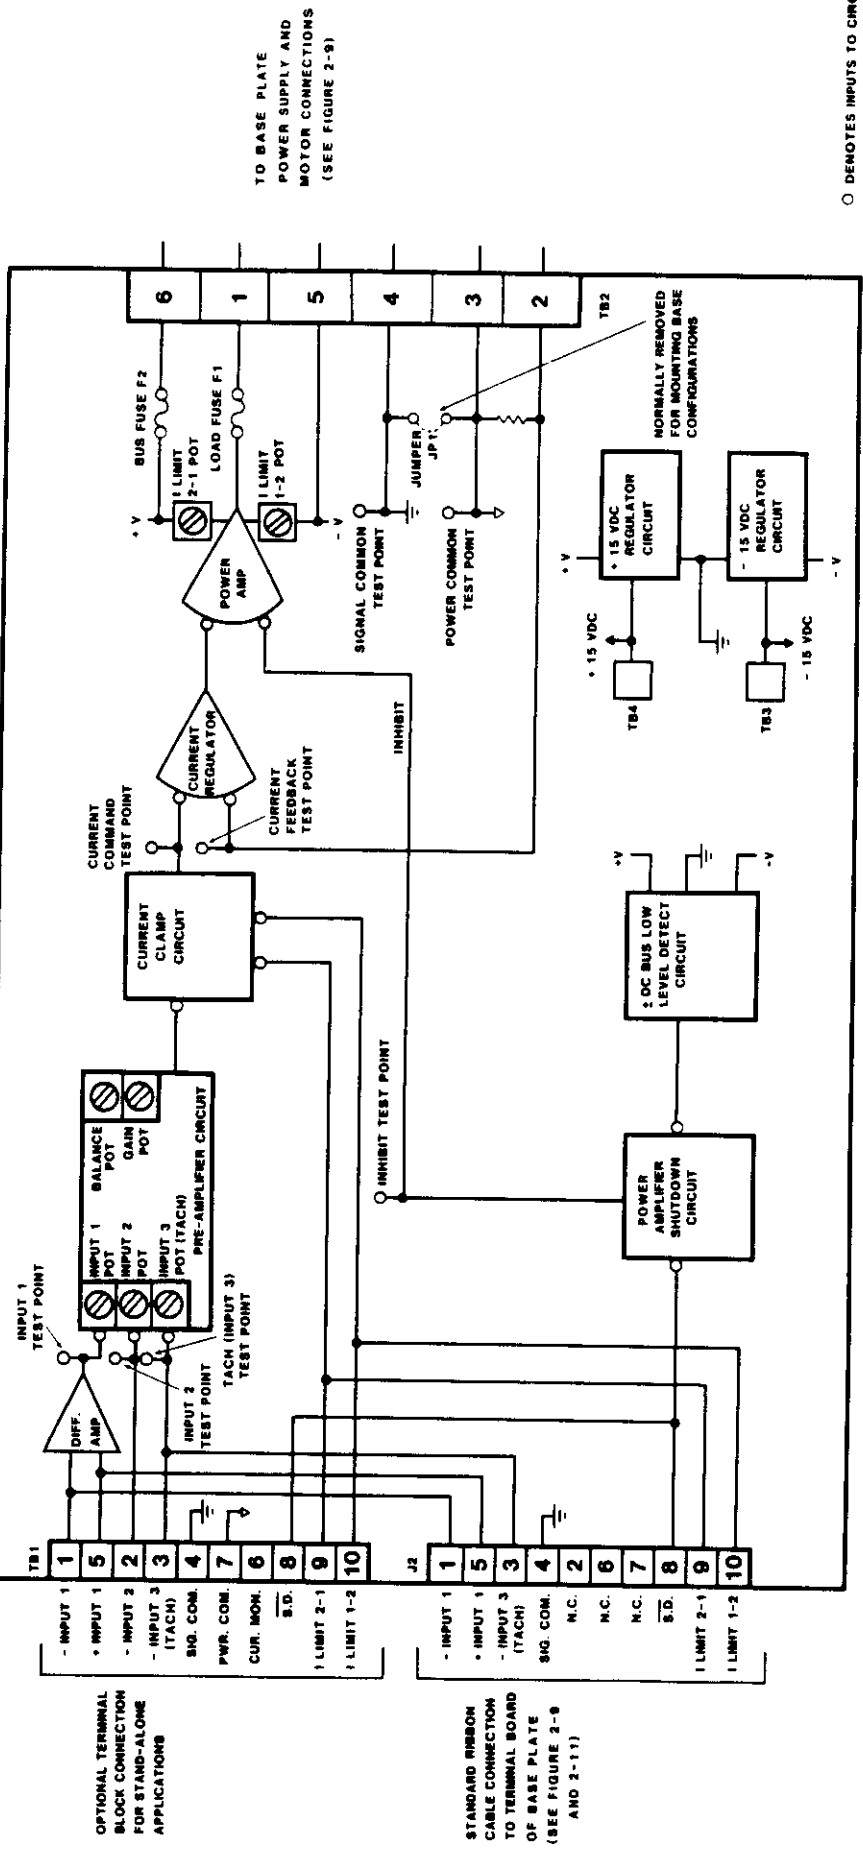 OPTIONAL TERMINAL
BLOCK CONNECTION
FOR STAND-ALONE
APPLICATIONS
TB1
- INPUT 1
1
+ INPUT 1
5
- INPUT 2
2
- INPUT 3
(TACH)
3
SIG. COM.
4
PWR. COM.
7
CUR. MON.
6
S.D.
8
I LIMIT 2-1
9
I LIMIT 1-2
10
STANDARD RIBBON
CABLE CONNECTION
TO TERMINAL BOARD
OF BASE PLATE
(SEE FIGURE 2-9
AND 2-11)
J2
- INPUT 1
1
+ INPUT 1
5
- INPUT 3
(TACH)
3
SIG. COM.
4
N.C.
2
N.C.
6
N.C.
7
S.D.
8
I LIMIT 2-1
9
I LIMIT 1-2
10
DIFF.
AMP
INPUT 1
TEST POINT
INPUT 2
TEST POINT
TACH (INPUT 3)
TEST POINT
INPUT 1
POT
INPUT 2
POT
INPUT 3
POT (TACH)
BALANCE
POT
GAIN
POT
PRE-AMPLIFIER CIRCUIT
CURRENT
CLAMP
CIRCUIT
CURRENT
COMMAND
TEST POINT
CURRENT
FEEDBACK
TEST POINT
CURRENT
REGULATOR
INHIBIT TEST POINT
INHIBIT
POWER
AMP
+ V
I LIMIT
2-1 POT
I LIMIT
1-2 POT
- V
BUS FUSE F2
LOAD FUSE F1
SIGNAL COMMON
TEST POINT
POWER COMMON
TEST POINT
JUMPER
JP1
6
1
5
4
3
2
TB2
NORMALLY REMOVED
FOR MOUNTING BASE
CONFIGURATIONS
TO BASE PLATE
POWER SUPPLY AND
MOTOR CONNECTIONS
(SEE FIGURE 2-9)
POWER
AMPLIFIER
SHUTDOWN
CIRCUIT
± DC BUS LOW
LEVEL DETECT
CIRCUIT
+V
-V
TB4
+ 15 VDC
+ V
+ 15 VDC
REGULATOR
CIRCUIT
TB3
- 15 VDC
- 15 VDC
REGULATOR
CIRCUIT
- V
DENOTES INPUTS TO